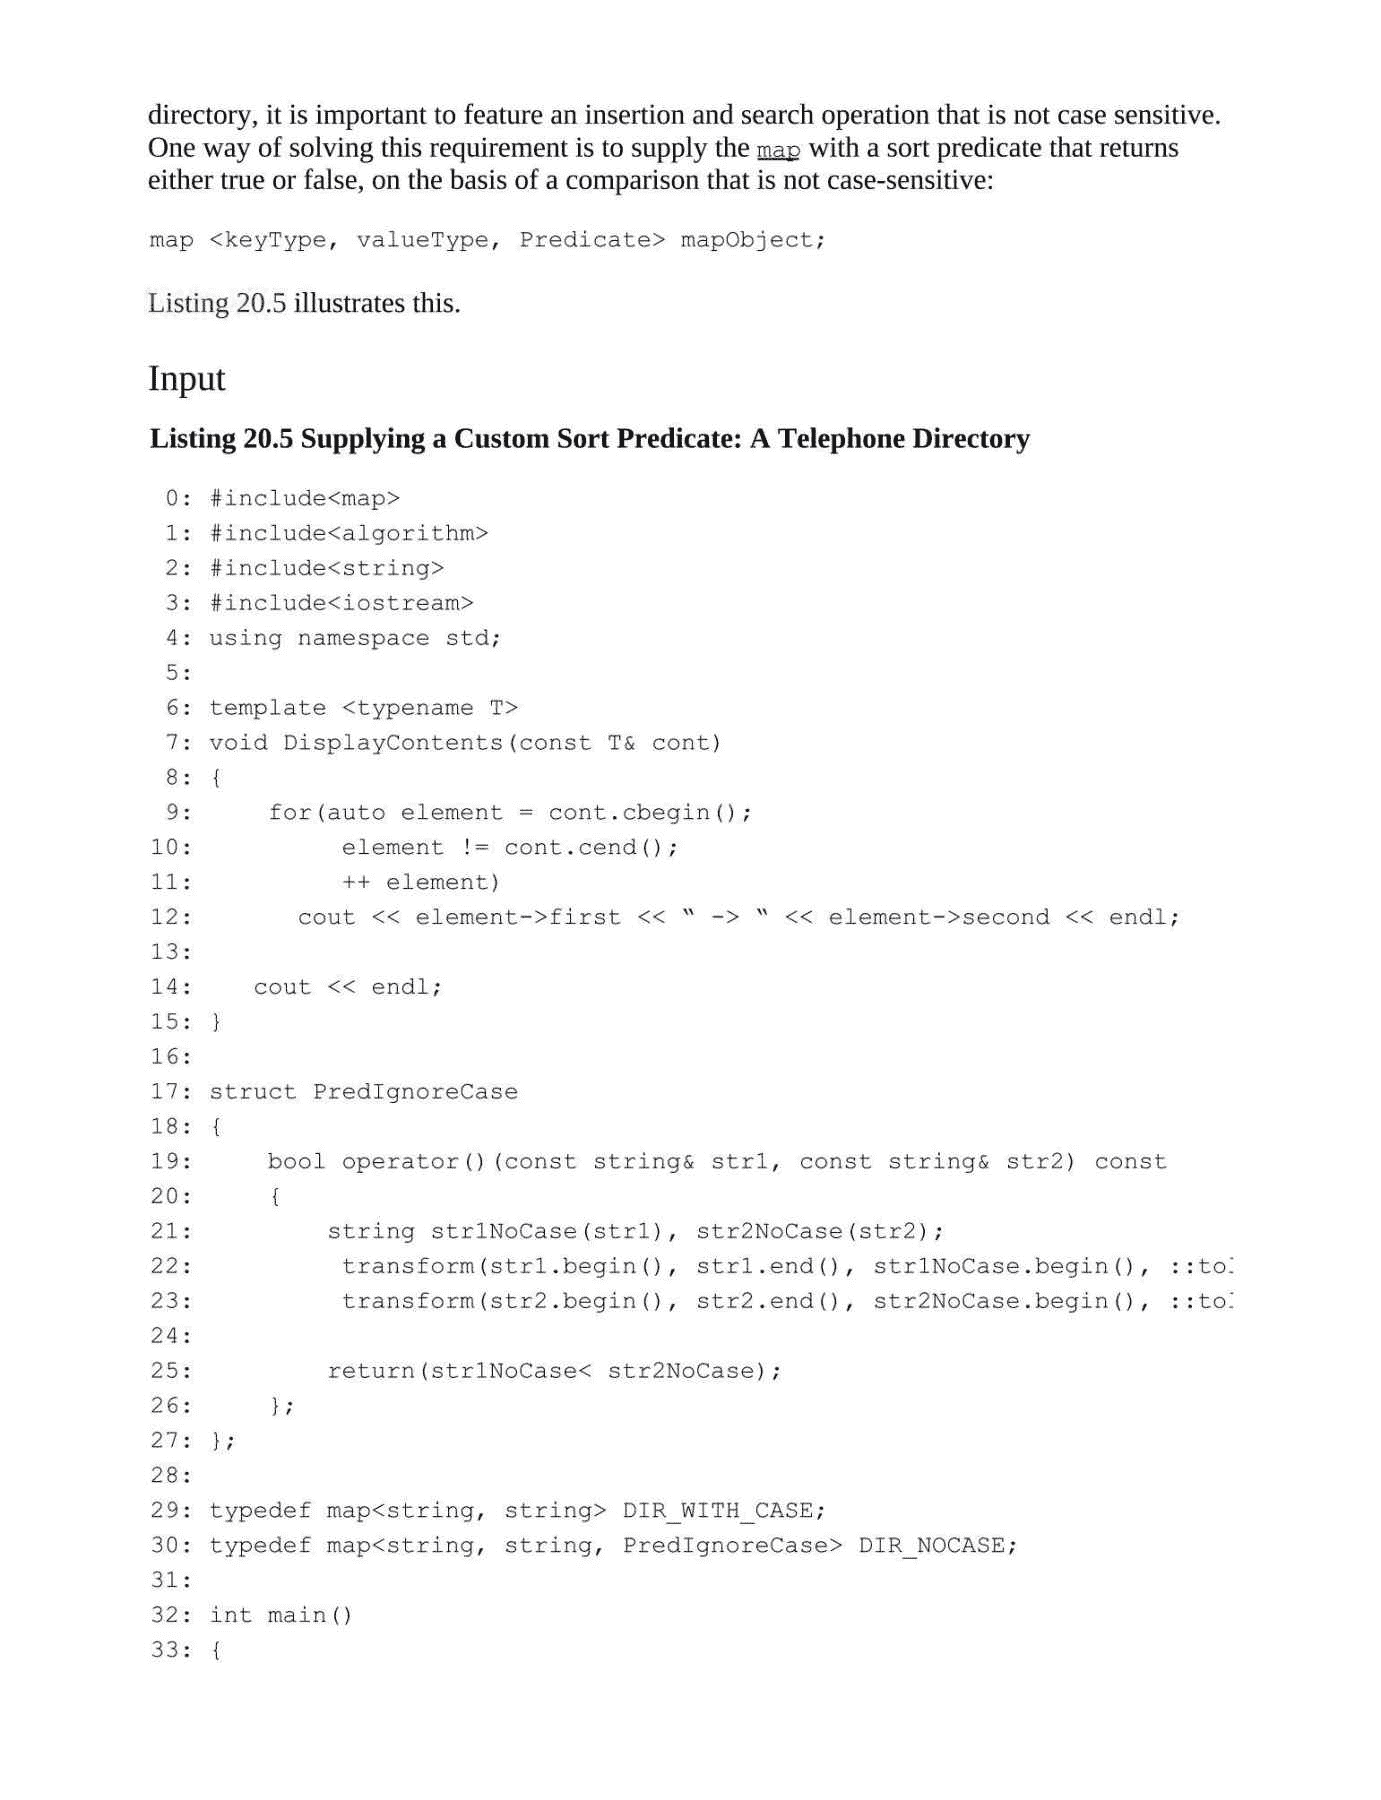 directory, it is important to feature an insertion and search operation that is not case sensitive.
One way of solving this requirement is to supply the map with a sort predicate that returns
either true or false, on the basis of a comparison that is not case-sensitive:
map <keyType, valueType, Predicate> mapObject;
Listing 20.5 illustrates this.
Input
Listing 20.5 Supplying a Custom Sort Predicate: A Telephone Directory
0: #include<map>
1: #include<algorithm>
2: #include<string>
3: #include<iostream>
4: using namespace std;
5:
6: template <typename T>
7: void DisplayContents(const T& cont)
8: {
9:     for(auto element = cont.cbegin();
10:          element != cont.cend();
11:          ++ element)
12:       cout << element->first << “ -> “ << element->second << endl;
13:
14:    cout << endl;
15: }
16:
17: struct PredIgnoreCase
18: {
19:     bool operator()(const string& str1, const string& str2) const
20:     {
21:         string str1NoCase(str1), str2NoCase(str2);
22:          transform(str1.begin(), str1.end(), str1NoCase.begin(), ::to
23:          transform(str2.begin(), str2.end(), str2NoCase.begin(), ::to
24:
25:         return(str1NoCase< str2NoCase);
26:     };
27: };
28:
29: typedef map<string, string> DIR_WITH_CASE;
30: typedef map<string, string, PredIgnoreCase> DIR_NOCASE;
31:
32: int main()
33: {